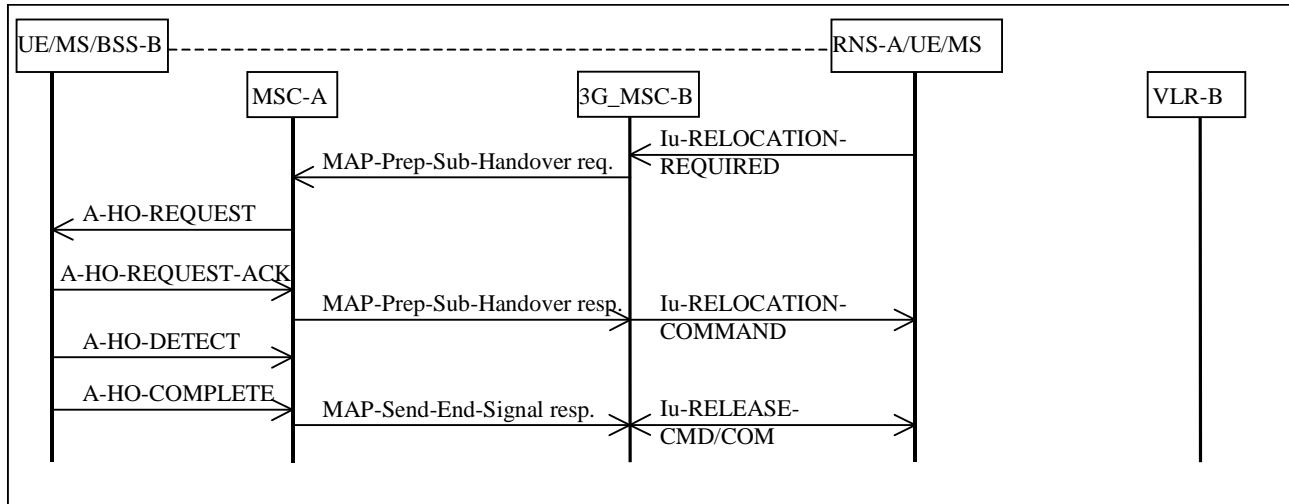 UE/MS/BSS-B
RNS-A/UE/MS
MSC-A
3G_MSC-B
VLR-B
Iu-RELOCATION-
REQUIRED
MAP-Prep-Sub-Handover req.
A-HO-REQUEST
A-HO-REQUEST-ACK
MAP-Prep-Sub-Handover resp.
Iu-RELOCATION-
COMMAND
A-HO-DETECT
A-HO-COMPLETE
MAP-Send-End-Signal resp.
Iu-RELEASE-
CMD/COM